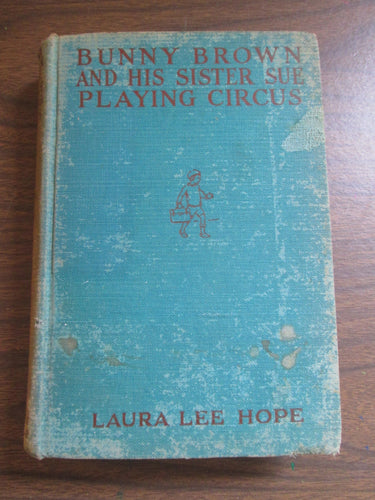 BUNNY BROWN
AND HIS SISTER SUE
PLAYING CIRCUS
LAURA LEE HOPE